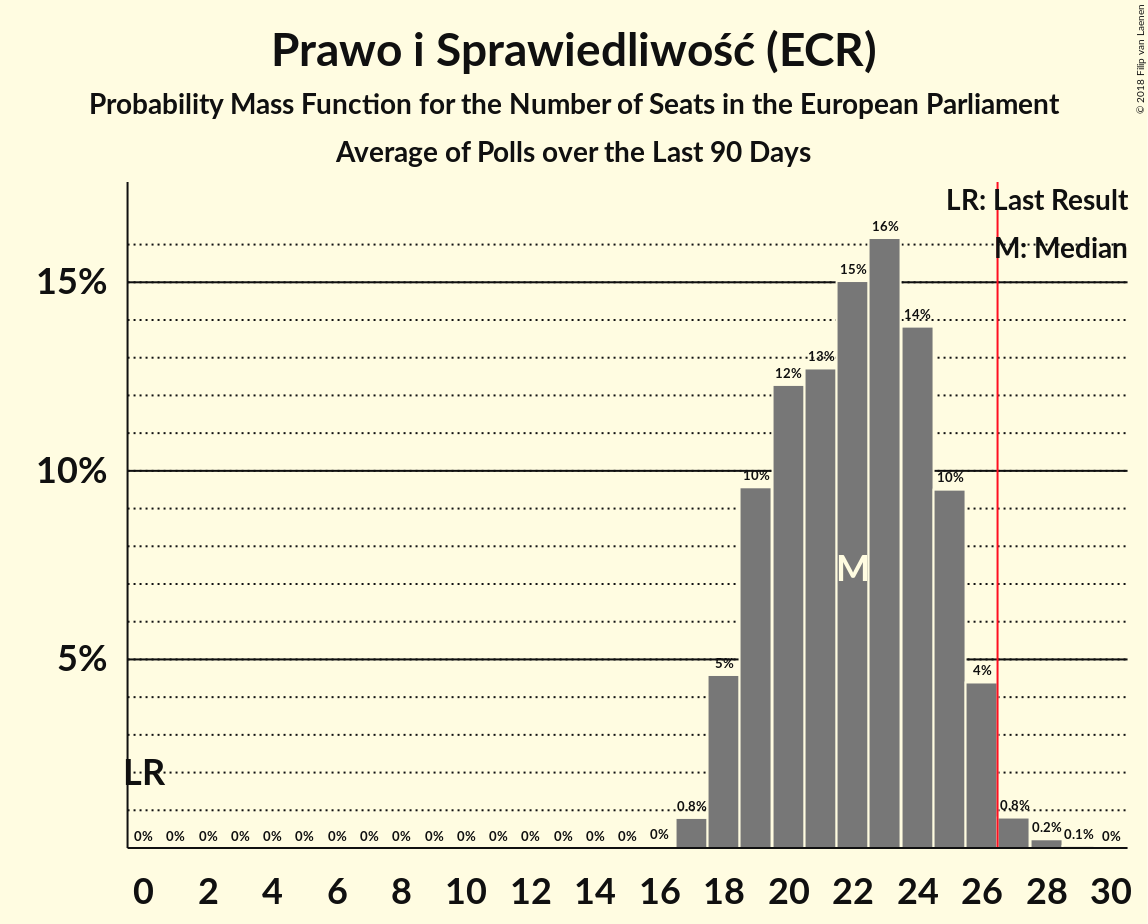 Prawo i Sprawiedliwość (ECR)
Probability Mass Function for the Number of Seats in the European Parliament
Average of Polls over the Last 90 Days
© 2018 Filip van Laenen
LR: Last Result
M: Median
16%
15%
15%
14%
13%
12%
10%
10%
10%
M
5%
5%
4%
LR
0.8%
0.8%
0.2%
0% 0% 0% 0% 0% 0% 0% 0% 0% 0% 0% 0% 0% 0% 0% 0% 0% 0.1% 0%
0 2 4 6 8 10 12 14 16 18 20 22 24 26 28 30